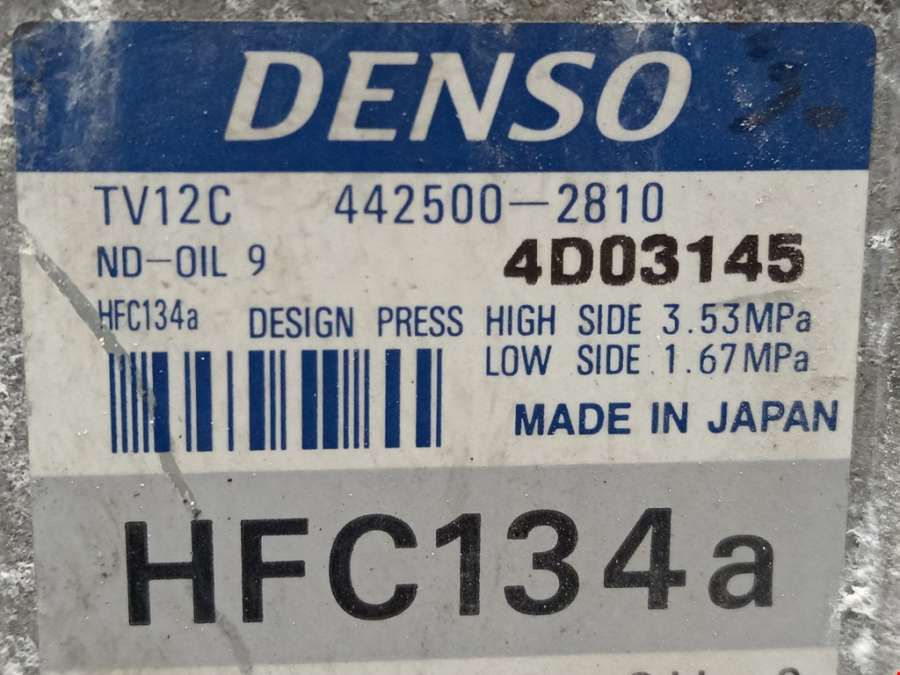 DENSO
TV12C 442500-2810
ND-OIL 9 4D03145
HFC134a DESIGN PRESS HIGH SIDE 3.53MPa
LOW SIDE 1.67MPa
MADE IN JAPAN
HFC134a